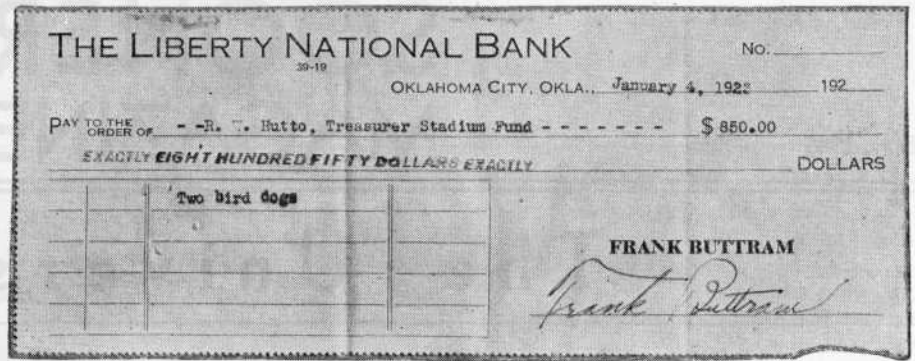 THE LIBERTY NATIONAL BANK No.
39-19
OKLAHOMA CITY, OKLA., January 4, 1922 192
PAY TO THE ORDER OF - -R. W. Hutto, Treasurer Stadium Fund - - - - - - - $ 850.00
EXACTLY EIGHT HUNDRED FIFTY DOLLARS EXACTLY DOLLARS
Two bird dogs
FRANK BUTTRAM
Frank Buttram